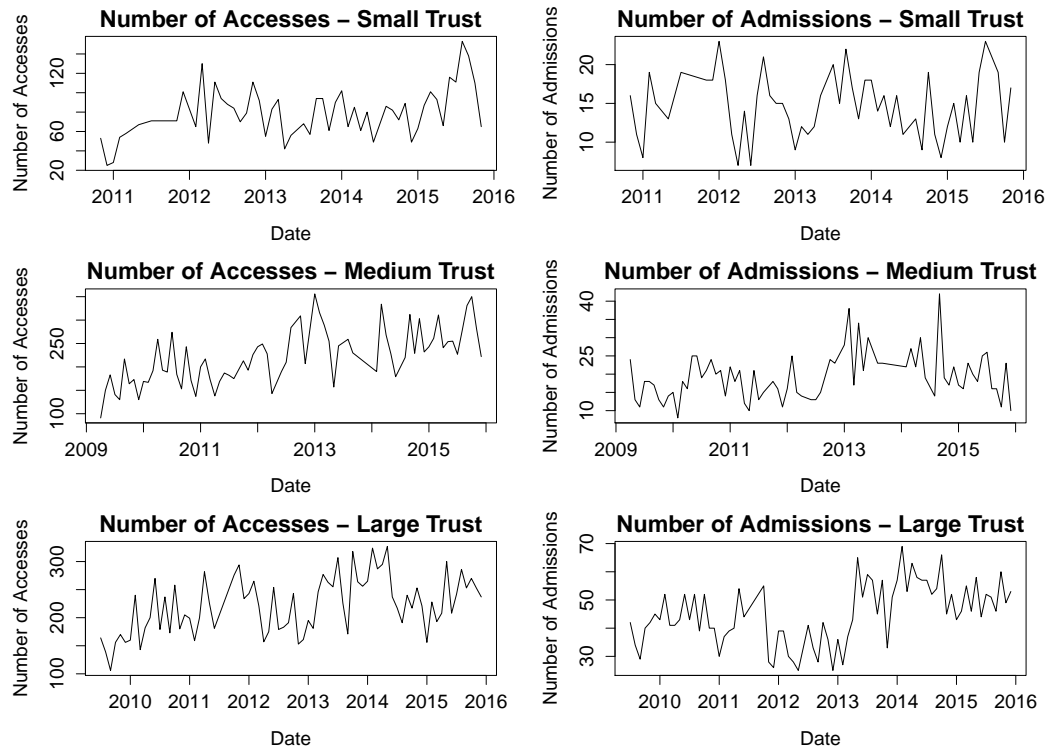 Number of Accesses – Small Trust
Number of Accesses
20 60 120
2011 2012 2013 2014 2015 2016
Date
Number of Admissions – Small Trust
Number of Admissions
10 15 20
2011 2012 2013 2014 2015 2016
Date
Number of Accesses – Medium Trust
Number of Accesses
100 250
2009 2011 2013 2015
Date
Number of Admissions – Medium Trust
Number of Admissions
10 25 40
2009 2011 2013 2015
Date
Number of Accesses – Large Trust
Number of Accesses
100 200 300
2010 2011 2012 2013 2014 2015 2016
Date
Number of Admissions – Large Trust
Number of Admissions
30 50 70
2010 2011 2012 2013 2014 2015 2016
Date